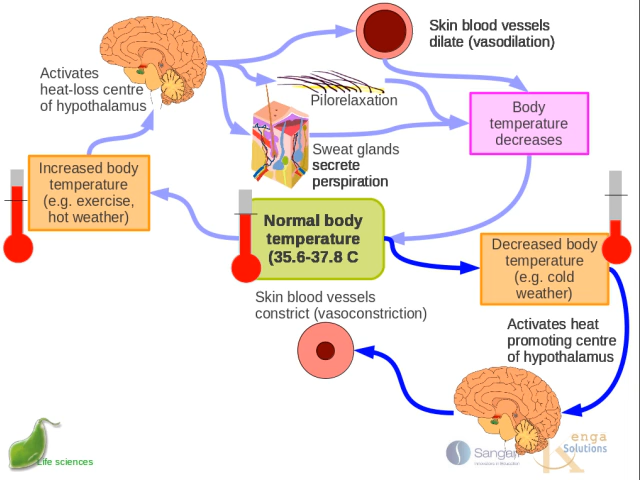 Skin blood vessels
dilate (vasodilation)
Activates
heat-loss centre
of hypothalamus
Pilorelaxation
Body
temperature
decreases
Sweat glands
secrete
perspiration
Increased body
temperature
(e.g. exercise,
hot weather)
Normal body
temperature
(35.6-37.8 C
Decreased body
temperature
(e.g. cold
weather)
Skin blood vessels
constrict (vasoconstriction)
Activates heat
promoting centre
of hypothalamus
Life sciences
enga
Solutions